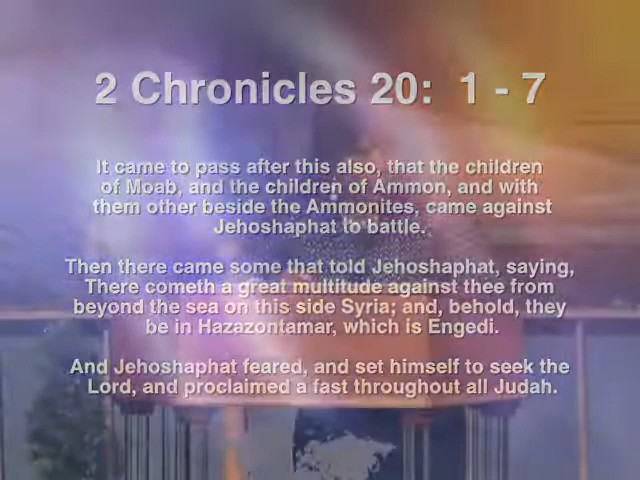 2 Chronicles 20: 1 - 7
It came to pass after this also, that the children
of Moab, and the children of Ammon, and with
them other beside the Ammonites, came against
Jehoshaphat to battle.
Then there came some that told Jehoshaphat, saying,
There cometh a great multitude against thee from
beyond the sea on this side Syria; and, behold, they
be in Hazazontamar, which is Engedi.
And Jehoshaphat feared, and set himself to seek the
Lord, and proclaimed a fast throughout all Judah.